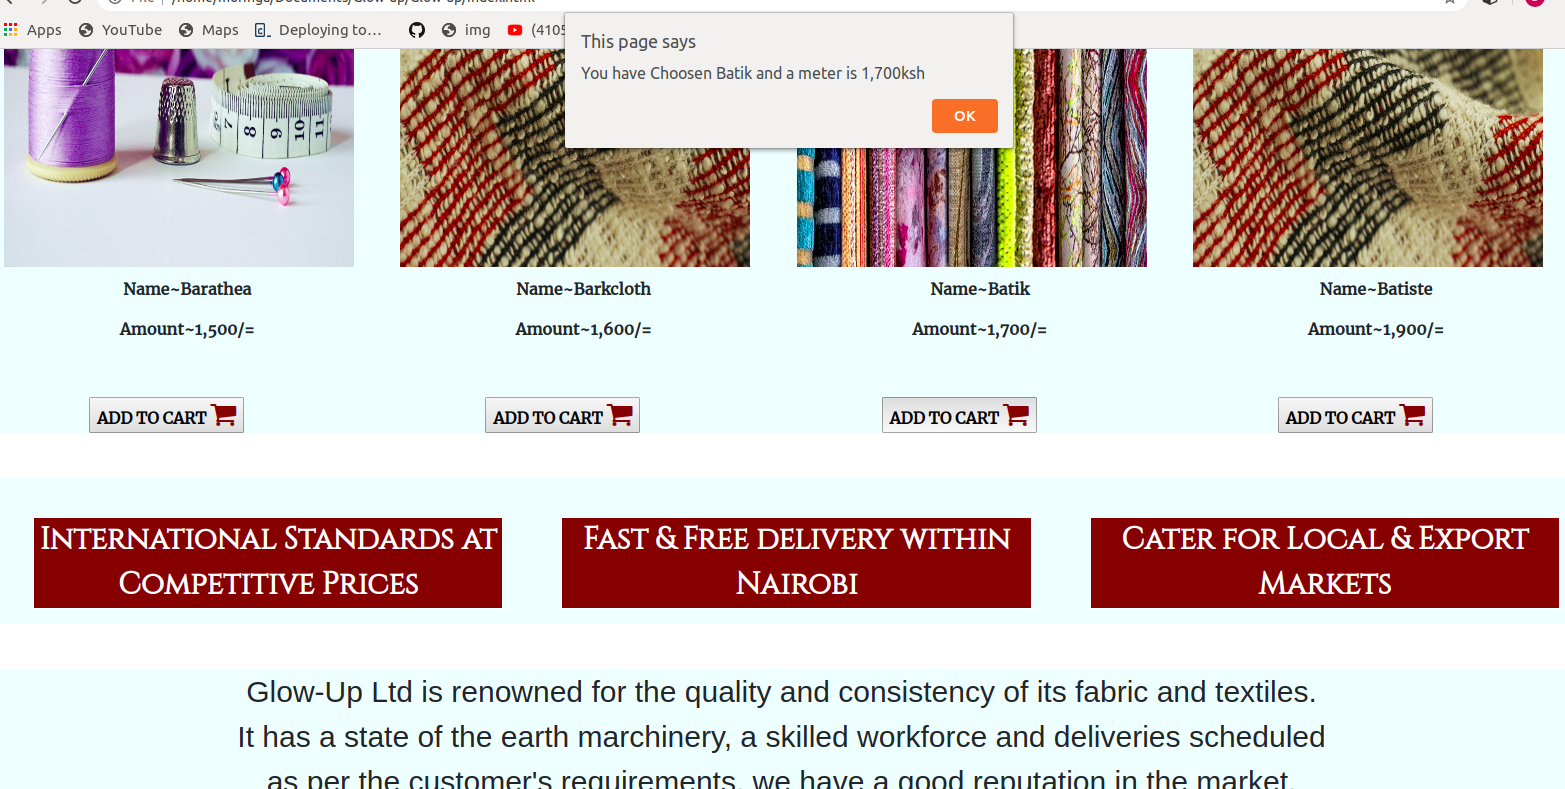 Apps YouTube Maps Deploying to… img (4105
This page says
You have Choosen Batik and a meter is 1,700ksh
OK
7 8 9 10 11
Name~Barathea Name~Barkcloth Name~Batik Name~Batiste
Amount~1,500/= Amount~1,600/= Amount~1,700/= Amount~1,900/=
ADD TO CART ADD TO CART ADD TO CART ADD TO CART
International Standards at
Competitive Prices
Fast & Free delivery within
Nairobi
Cater for Local & Export
Markets
Glow-Up Ltd is renowned for the quality and consistency of its fabric and textiles.
It has a state of the earth marchinery, a skilled workforce and deliveries scheduled
as per the customer's requirements, we have a good reputation in the market.